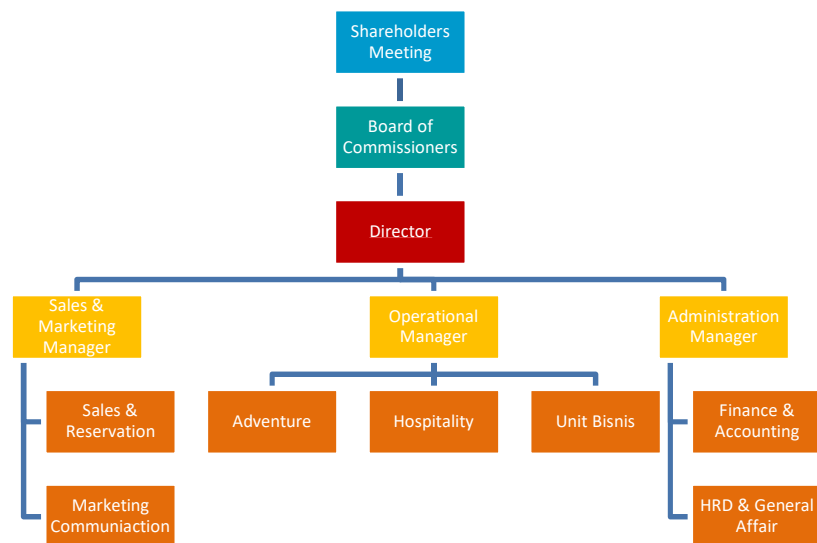 Shareholders
Meeting
Board of
Commissioners
Director
Sales &
Marketing
Manager
Operational
Manager
Administration
Manager
Sales &
Reservation
Adventure
Hospitality
Unit Bisnis
Finance &
Accounting
Marketing
Communiaction
HRD & General
Affair